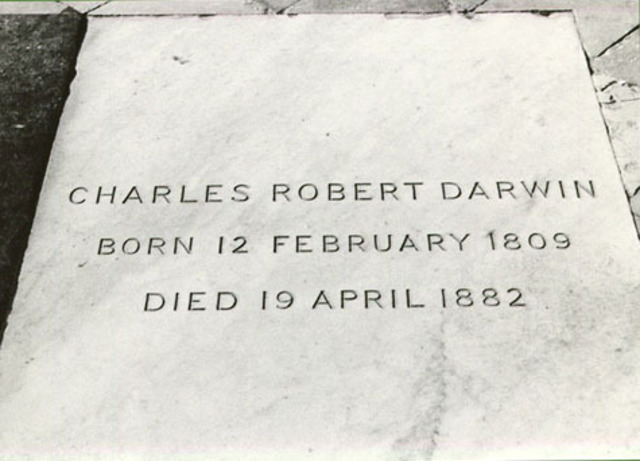 CHARLES ROBERT DARWIN
BORN 12 FEBRUARY 1809
DIED 19 APRIL 1882